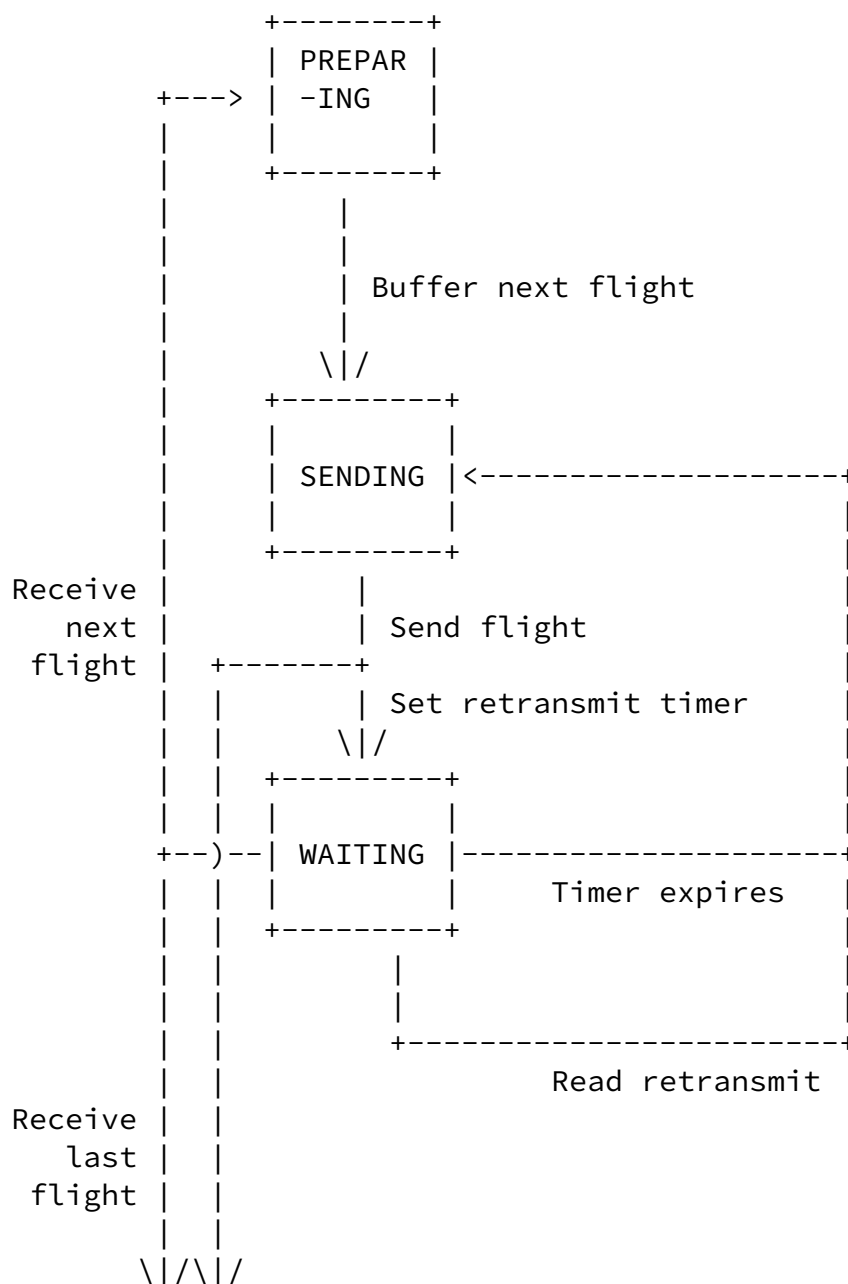 PREPAR
-ING
Buffer next flight
SENDING
Receive
next
flight
Send flight
Set retransmit timer
WAITING
Timer expires
Read retransmit
Receive
last
flight